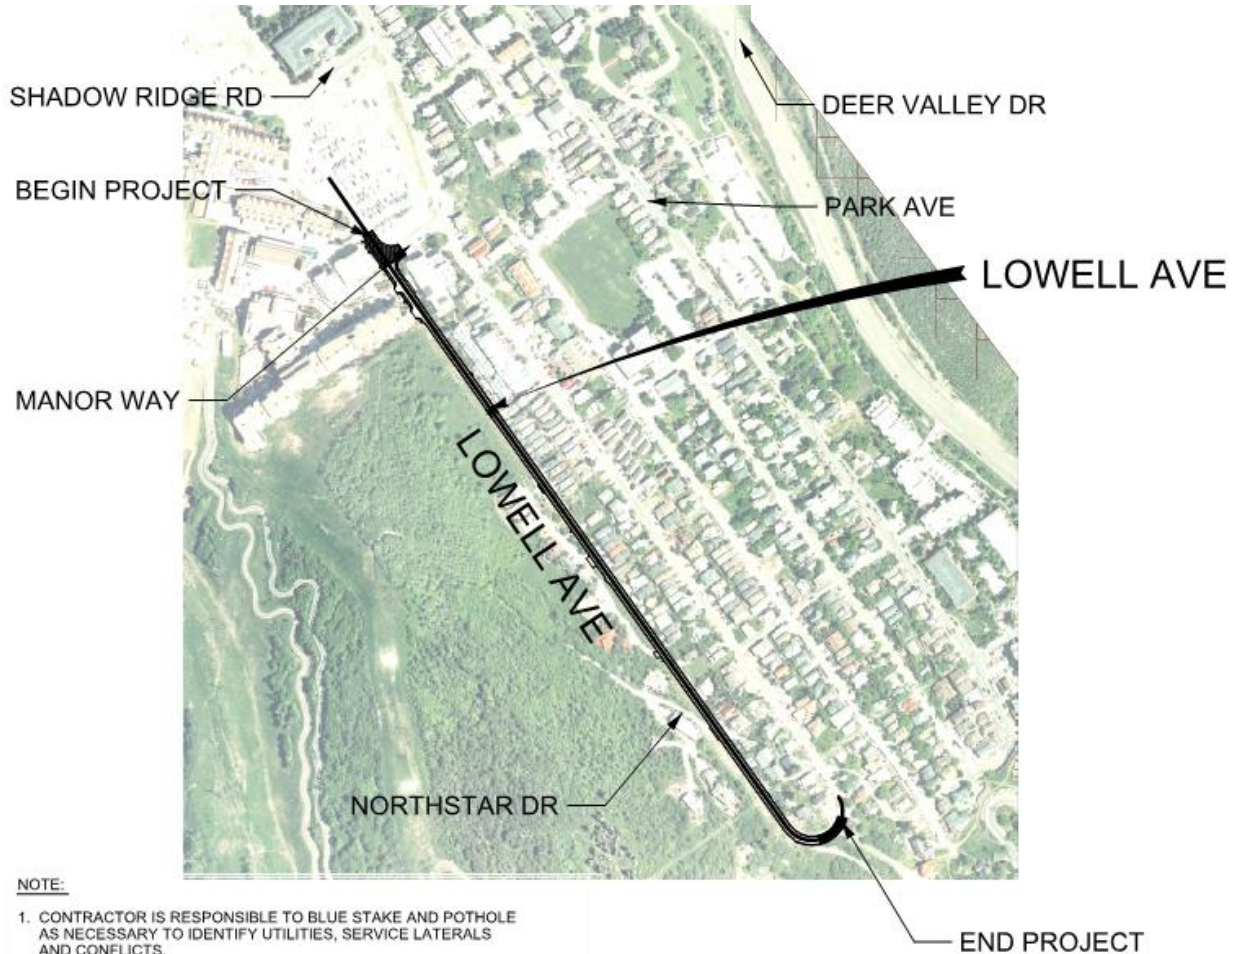 SHADOW RIDGE RD
DEER VALLEY DR
BEGIN PROJECT
PARK AVE
LOWELL AVE
MANOR WAY
LOWELL AVE
NORTHSTAR DR
NOTE:
1. CONTRACTOR IS RESPONSIBLE TO BLUE STAKE AND POTHOLE
AS NECESSARY TO IDENTIFY UTILITIES, SERVICE LATERALS
AND CONFLICTS.
END PROJECT